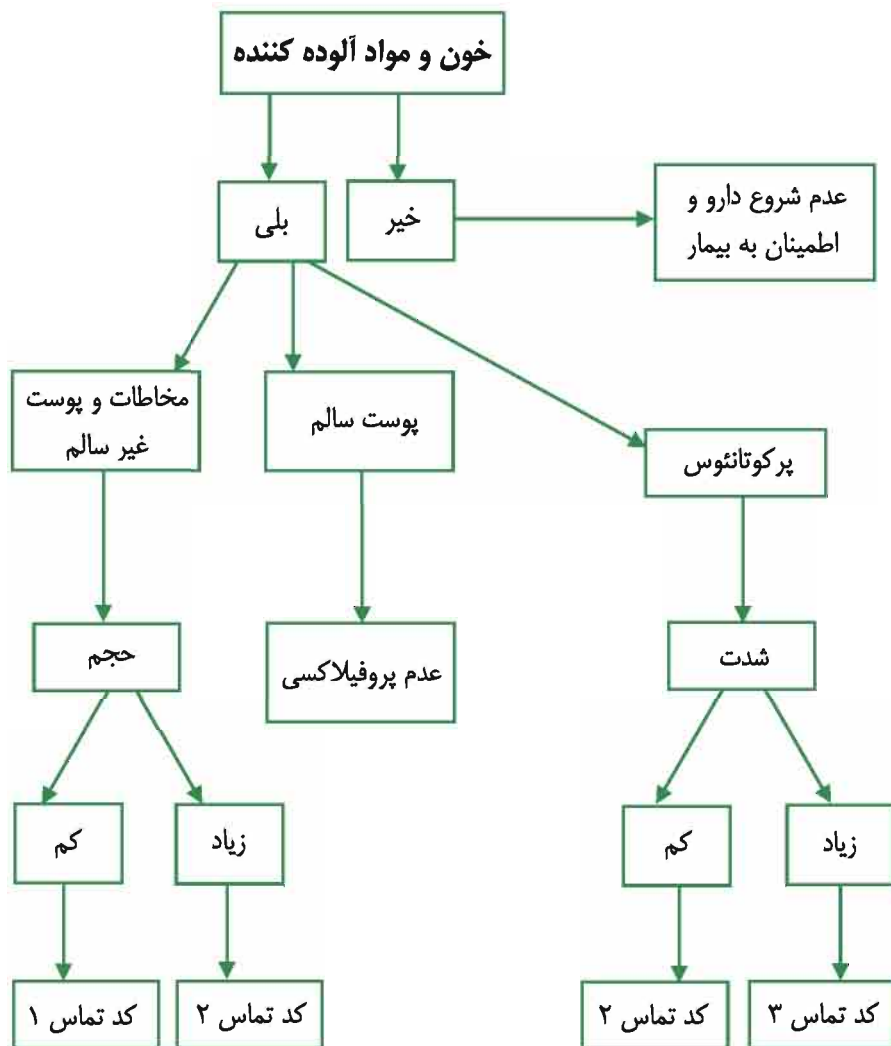 خون و مواد آلوده کننده
بلی
خیر
عدم شروع دارو و
اطمینان به بیمار
مخاطات و پوست
غیر سالم
پوست سالم
پرکوتانئوس
حجم
عدم پروفیلاکسی
شدت
کم
زیاد
کم
زیاد
کد تماس ۱
کد تماس ۲
کد تماس ۲
کد تماس ۳